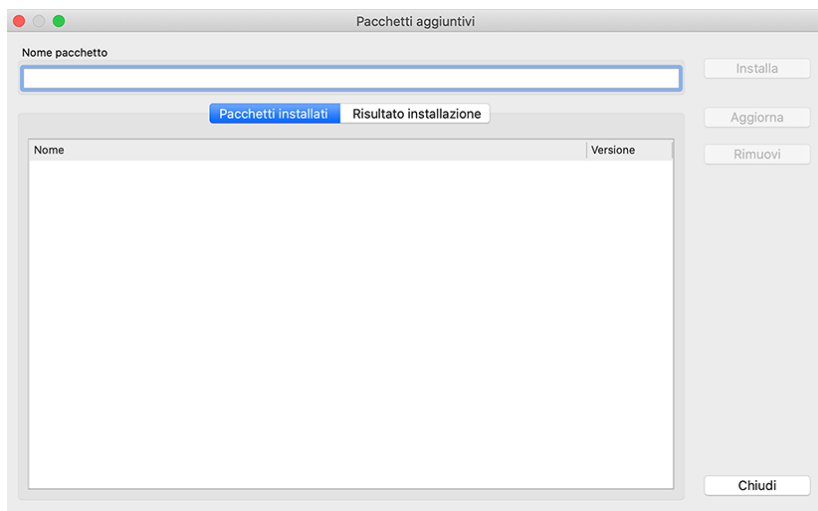 Pacchetti aggiuntivi
Nome pacchetto
Installa
Pacchetti installati Risultato installazione
Aggiorna
Nome Versione
Rimuovi
Chiudi